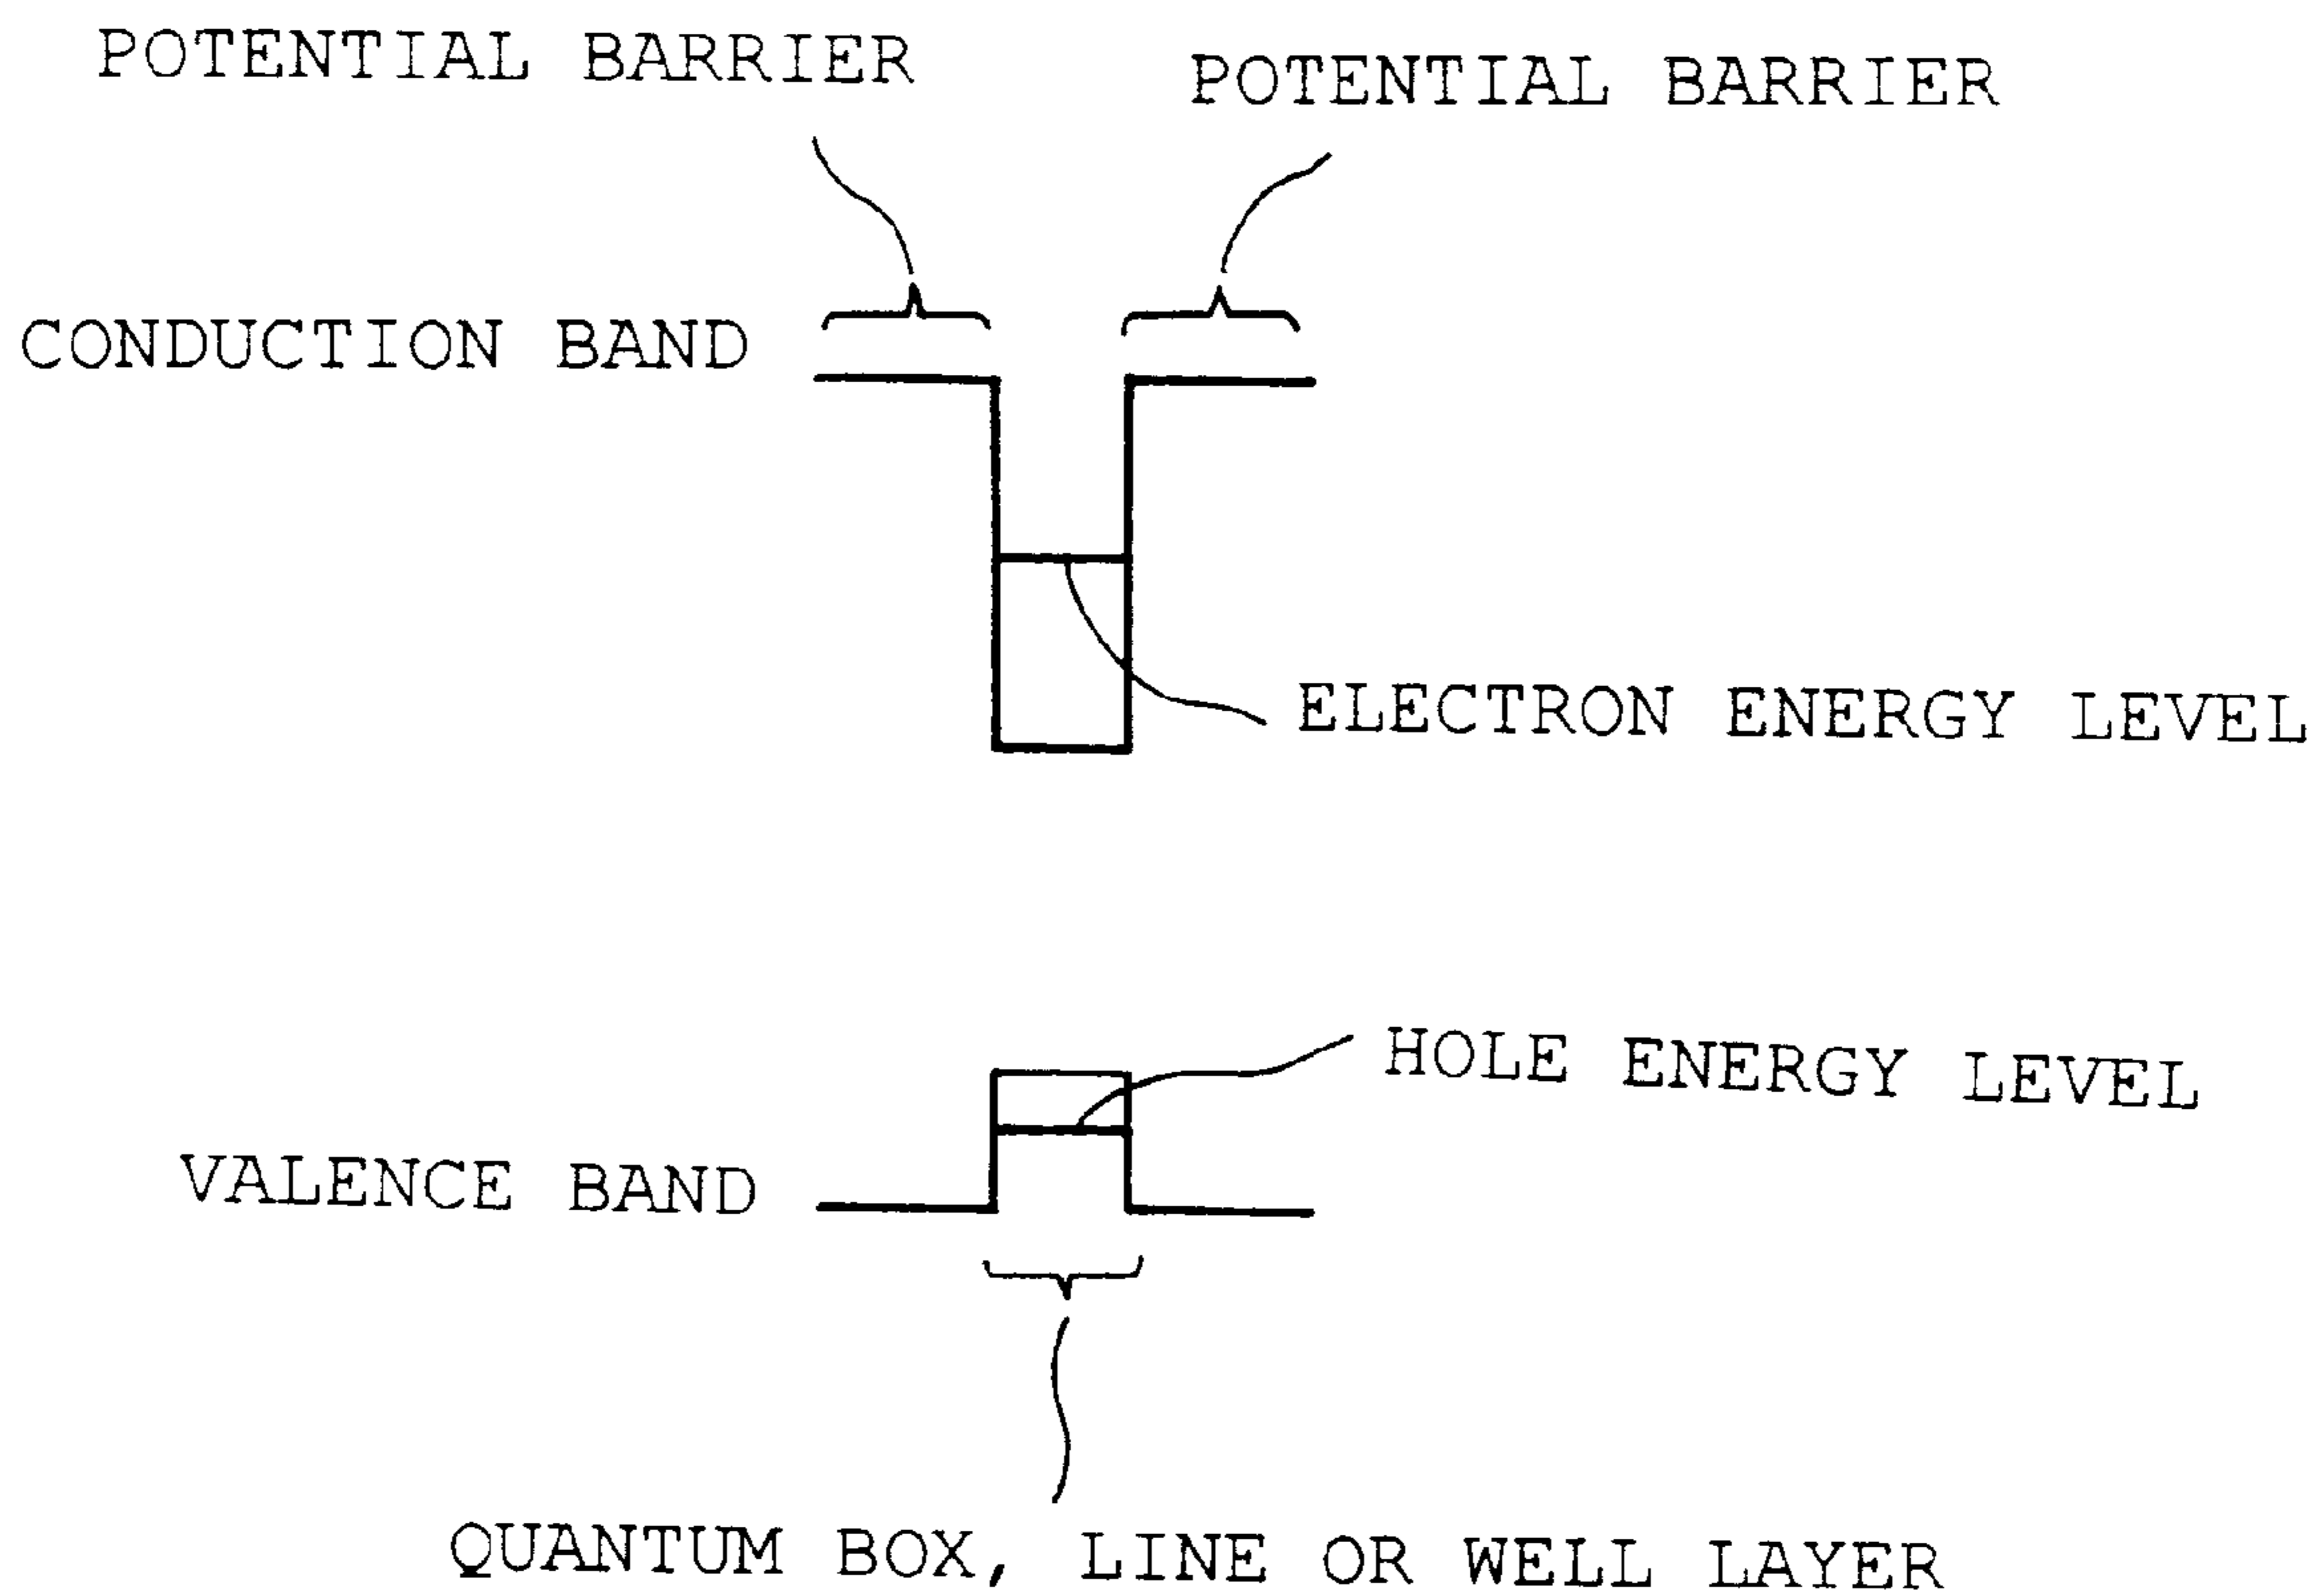 POTENTIAL BARRIER
POTENTIAL BARRIER
CONDUCTION BAND
ELECTRON ENERGY LEVEL
HOLE ENERGY LEVEL
VALENCE BAND
QUANTUM BOX, LINE OR WELL LAYER